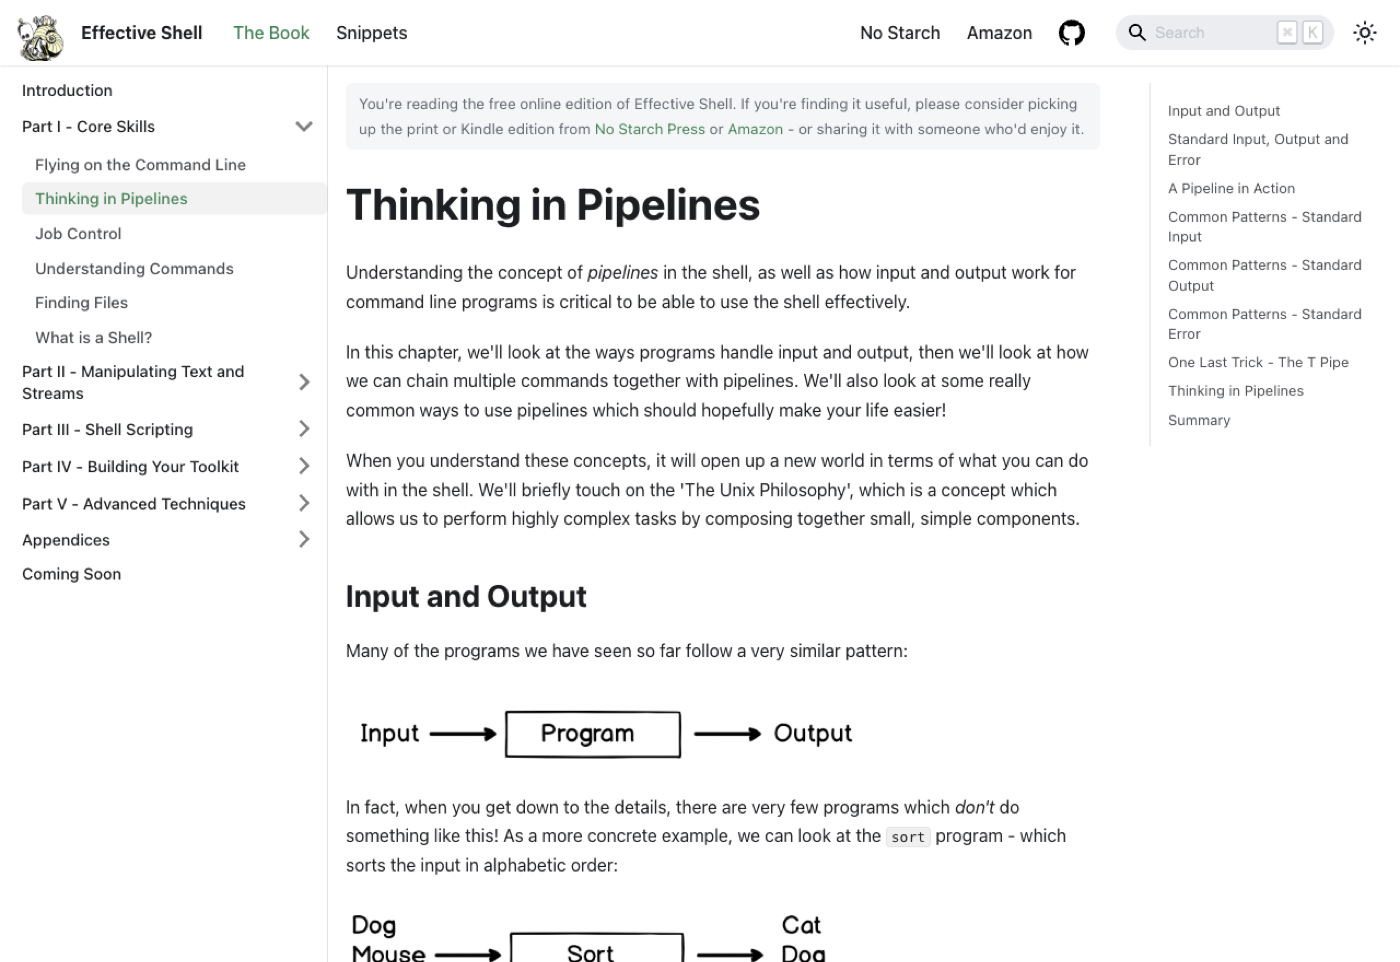 Effective Shell
The Book
Snippets
No Starch
Amazon
Search
⌘
K
Introduction
Part I - Core Skills
Flying on the Command Line
Thinking in Pipelines
Job Control
Understanding Commands
Finding Files
What is a Shell?
Part II - Manipulating Text and
Streams
Part III - Shell Scripting
Part IV - Building Your Toolkit
Part V - Advanced Techniques
Appendices
Coming Soon
You're reading the free online edition of Effective Shell. If you're finding it useful, please consider picking
up the print or Kindle edition from No Starch Press or Amazon - or sharing it with someone who'd enjoy it.
Thinking in Pipelines
Understanding the concept of pipelines in the shell, as well as how input and output work for
command line programs is critical to be able to use the shell effectively.
In this chapter, we'll look at the ways programs handle input and output, then we'll look at how
we can chain multiple commands together with pipelines. We'll also look at some really
common ways to use pipelines which should hopefully make your life easier!
When you understand these concepts, it will open up a new world in terms of what you can do
with in the shell. We'll briefly touch on the 'The Unix Philosophy', which is a concept which
allows us to perform highly complex tasks by composing together small, simple components.
Input and Output
Many of the programs we have seen so far follow a very similar pattern:
Input
Program
Output
In fact, when you get down to the details, there are very few programs which don't do
something like this! As a more concrete example, we can look at the sort program - which
sorts the input in alphabetic order:
Dog
Mouse
Sort
Cat
Dog
Input and Output
Standard Input, Output and
Error
A Pipeline in Action
Common Patterns - Standard
Input
Common Patterns - Standard
Output
Common Patterns - Standard
Error
One Last Trick - The T Pipe
Thinking in Pipelines
Summary